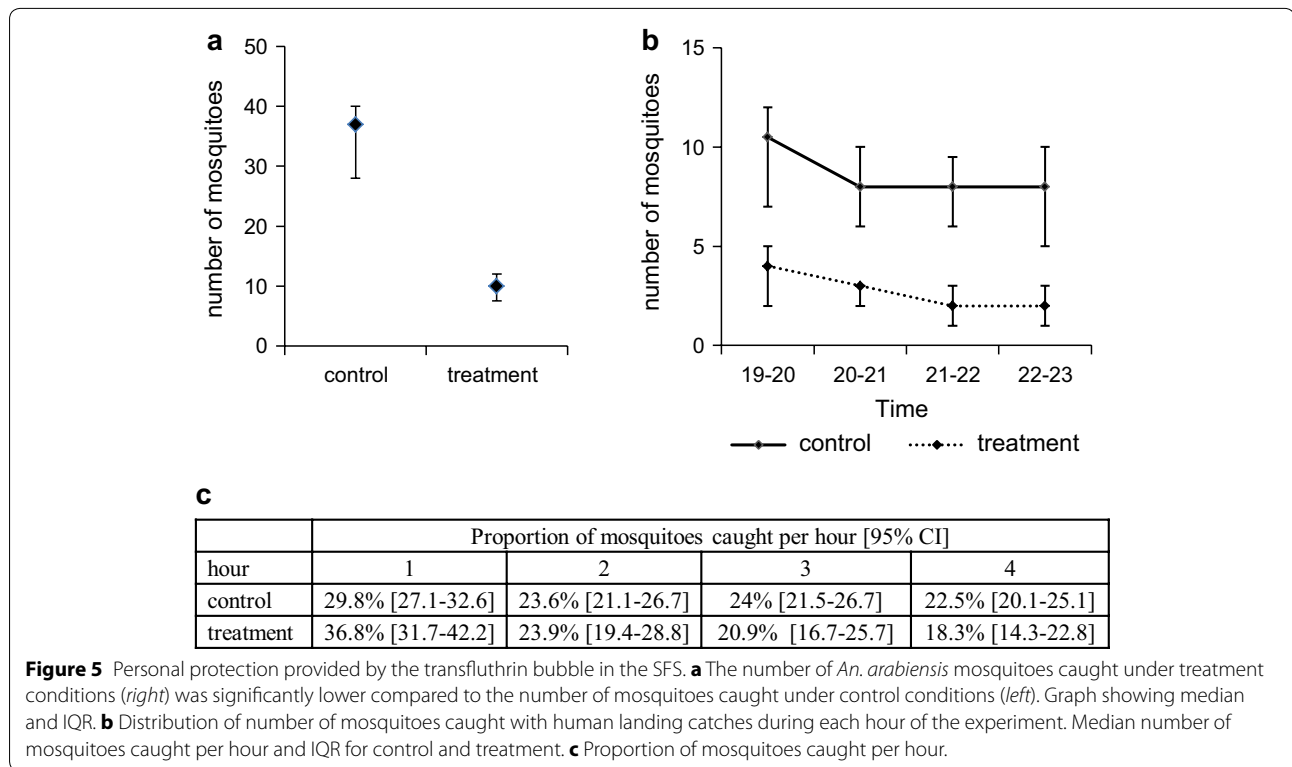 a
50
40
30
20
10
0
number of mosquitoes
control treatment
b
15
10
5
0
number of mosquitoes
19-20 20-21 21-22 22-23
Time
control treatment
c
Proportion of mosquitoes caught per hour [95% CI]
hour 1 2 3 4
control 29.8% [27.1-32.6] 23.6% [21.1-26.7] 24% [21.5-26.7] 22.5% [20.1-25.1]
treatment 36.8% [31.7-42.2] 23.9% [19.4-28.8] 20.9% [16.7-25.7] 18.3% [14.3-22.8]
Figure 5 Personal protection provided by the transfluthrin bubble in the SFS. a The number of An. arabiensis mosquitoes caught under treatment
conditions (right) was significantly lower compared to the number of mosquitoes caught under control conditions (left). Graph showing median
and IQR. b Distribution of number of mosquitoes caught with human landing catches during each hour of the experiment. Median number of
mosquitoes caught per hour and IQR for control and treatment. c Proportion of mosquitoes caught per hour.